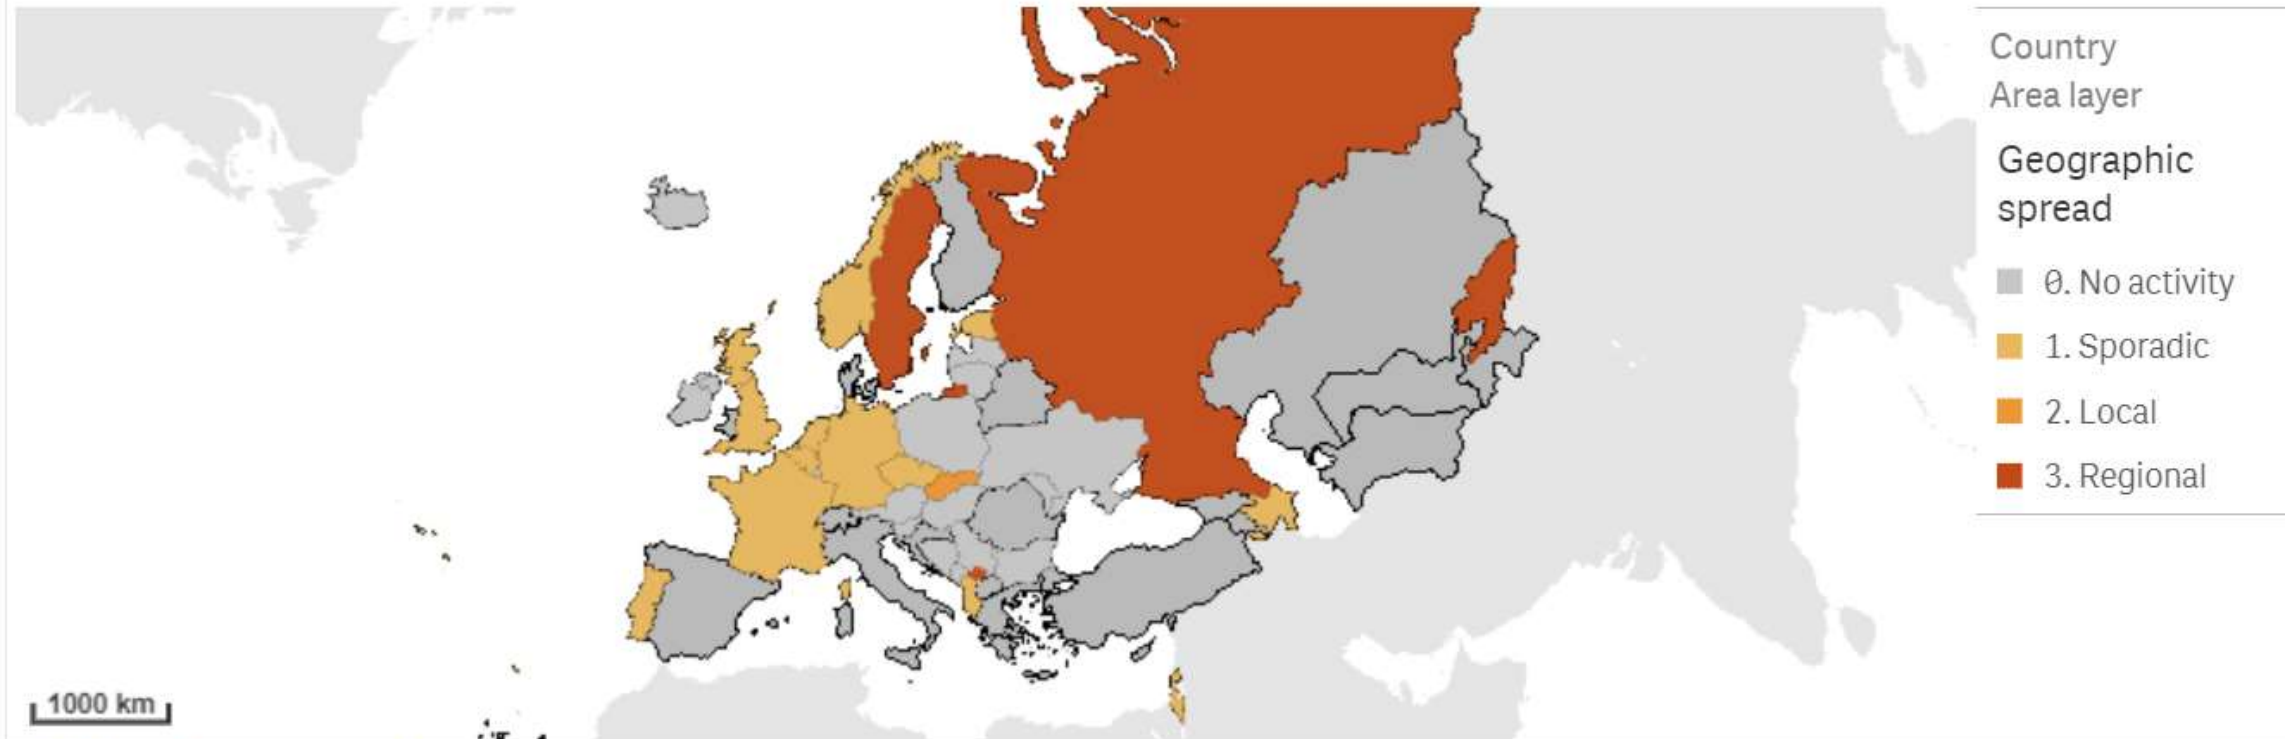 Country
Area layer
Geographic
spread
0. No activity
1. Sporadic
2. Local
3. Regional
1000 km